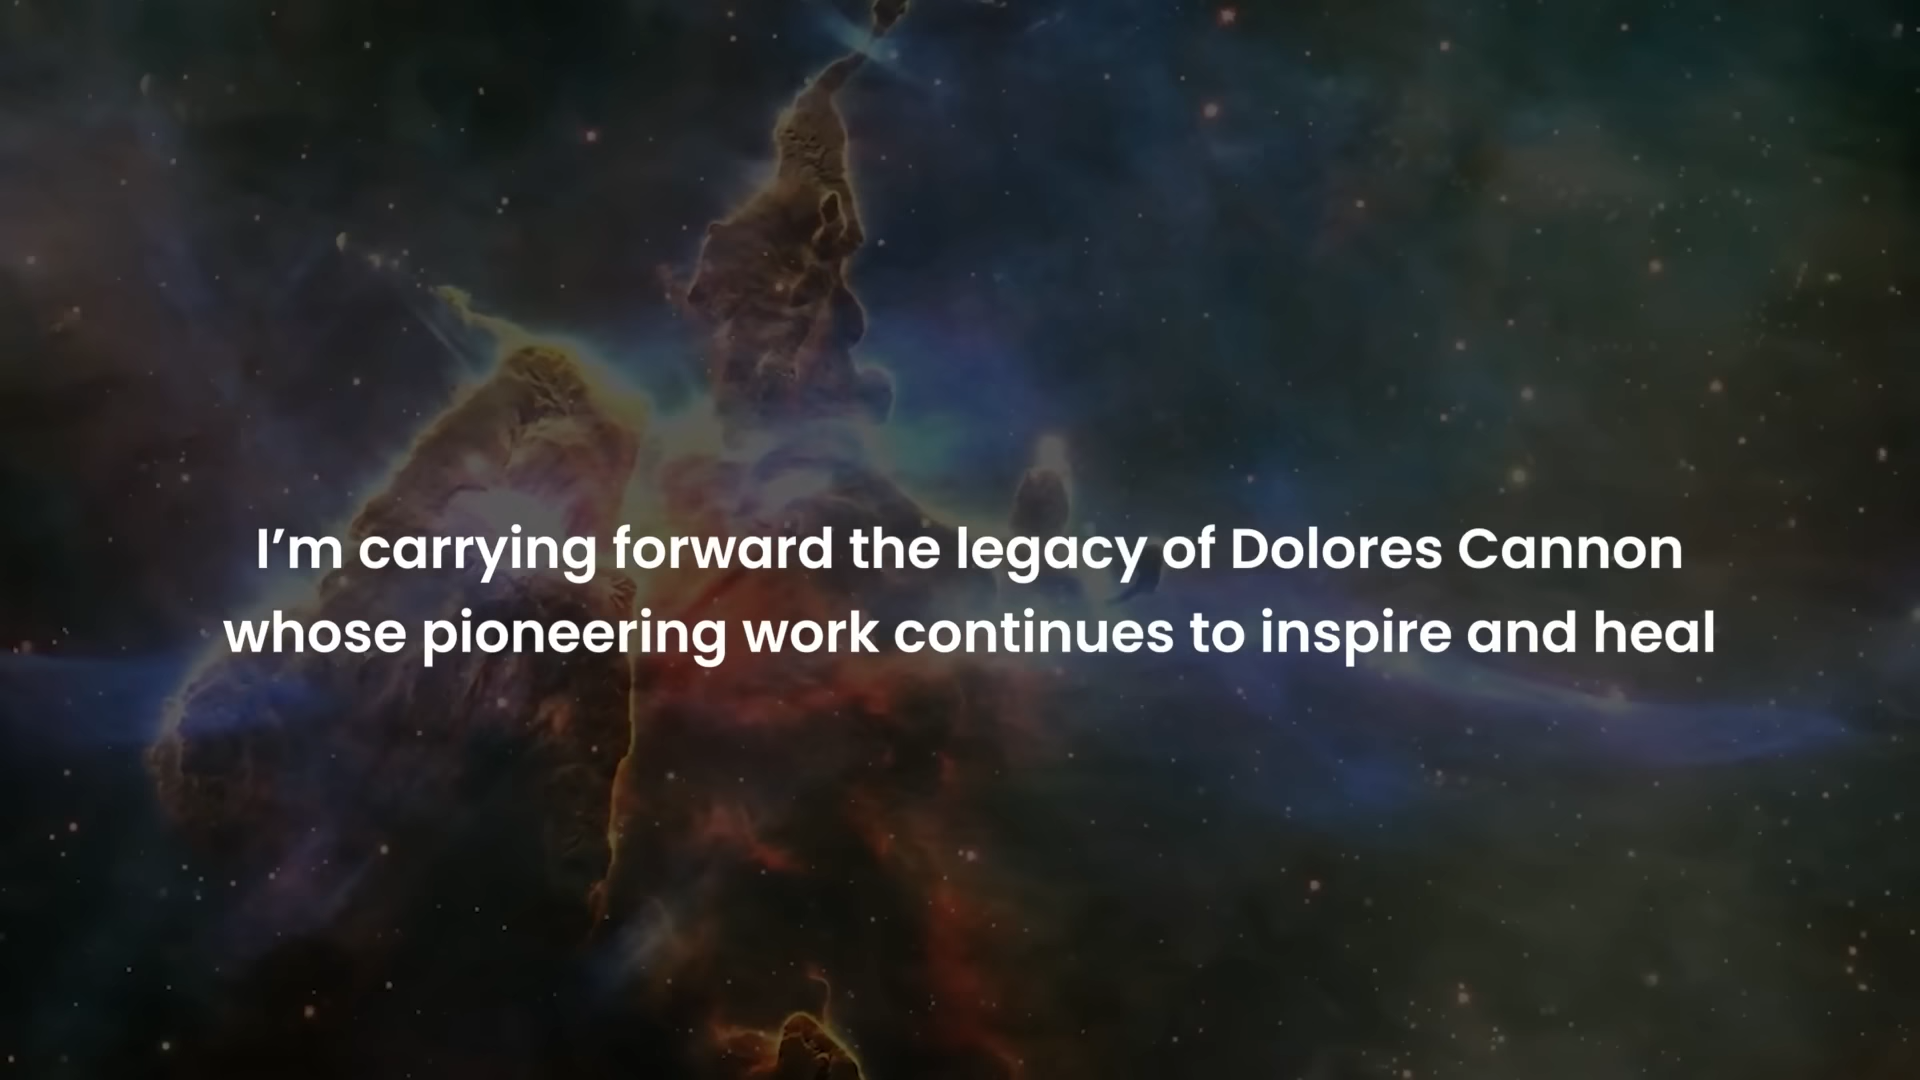 I’m carrying forward the legacy of Dolores Cannon
whose pioneering work continues to inspire and heal